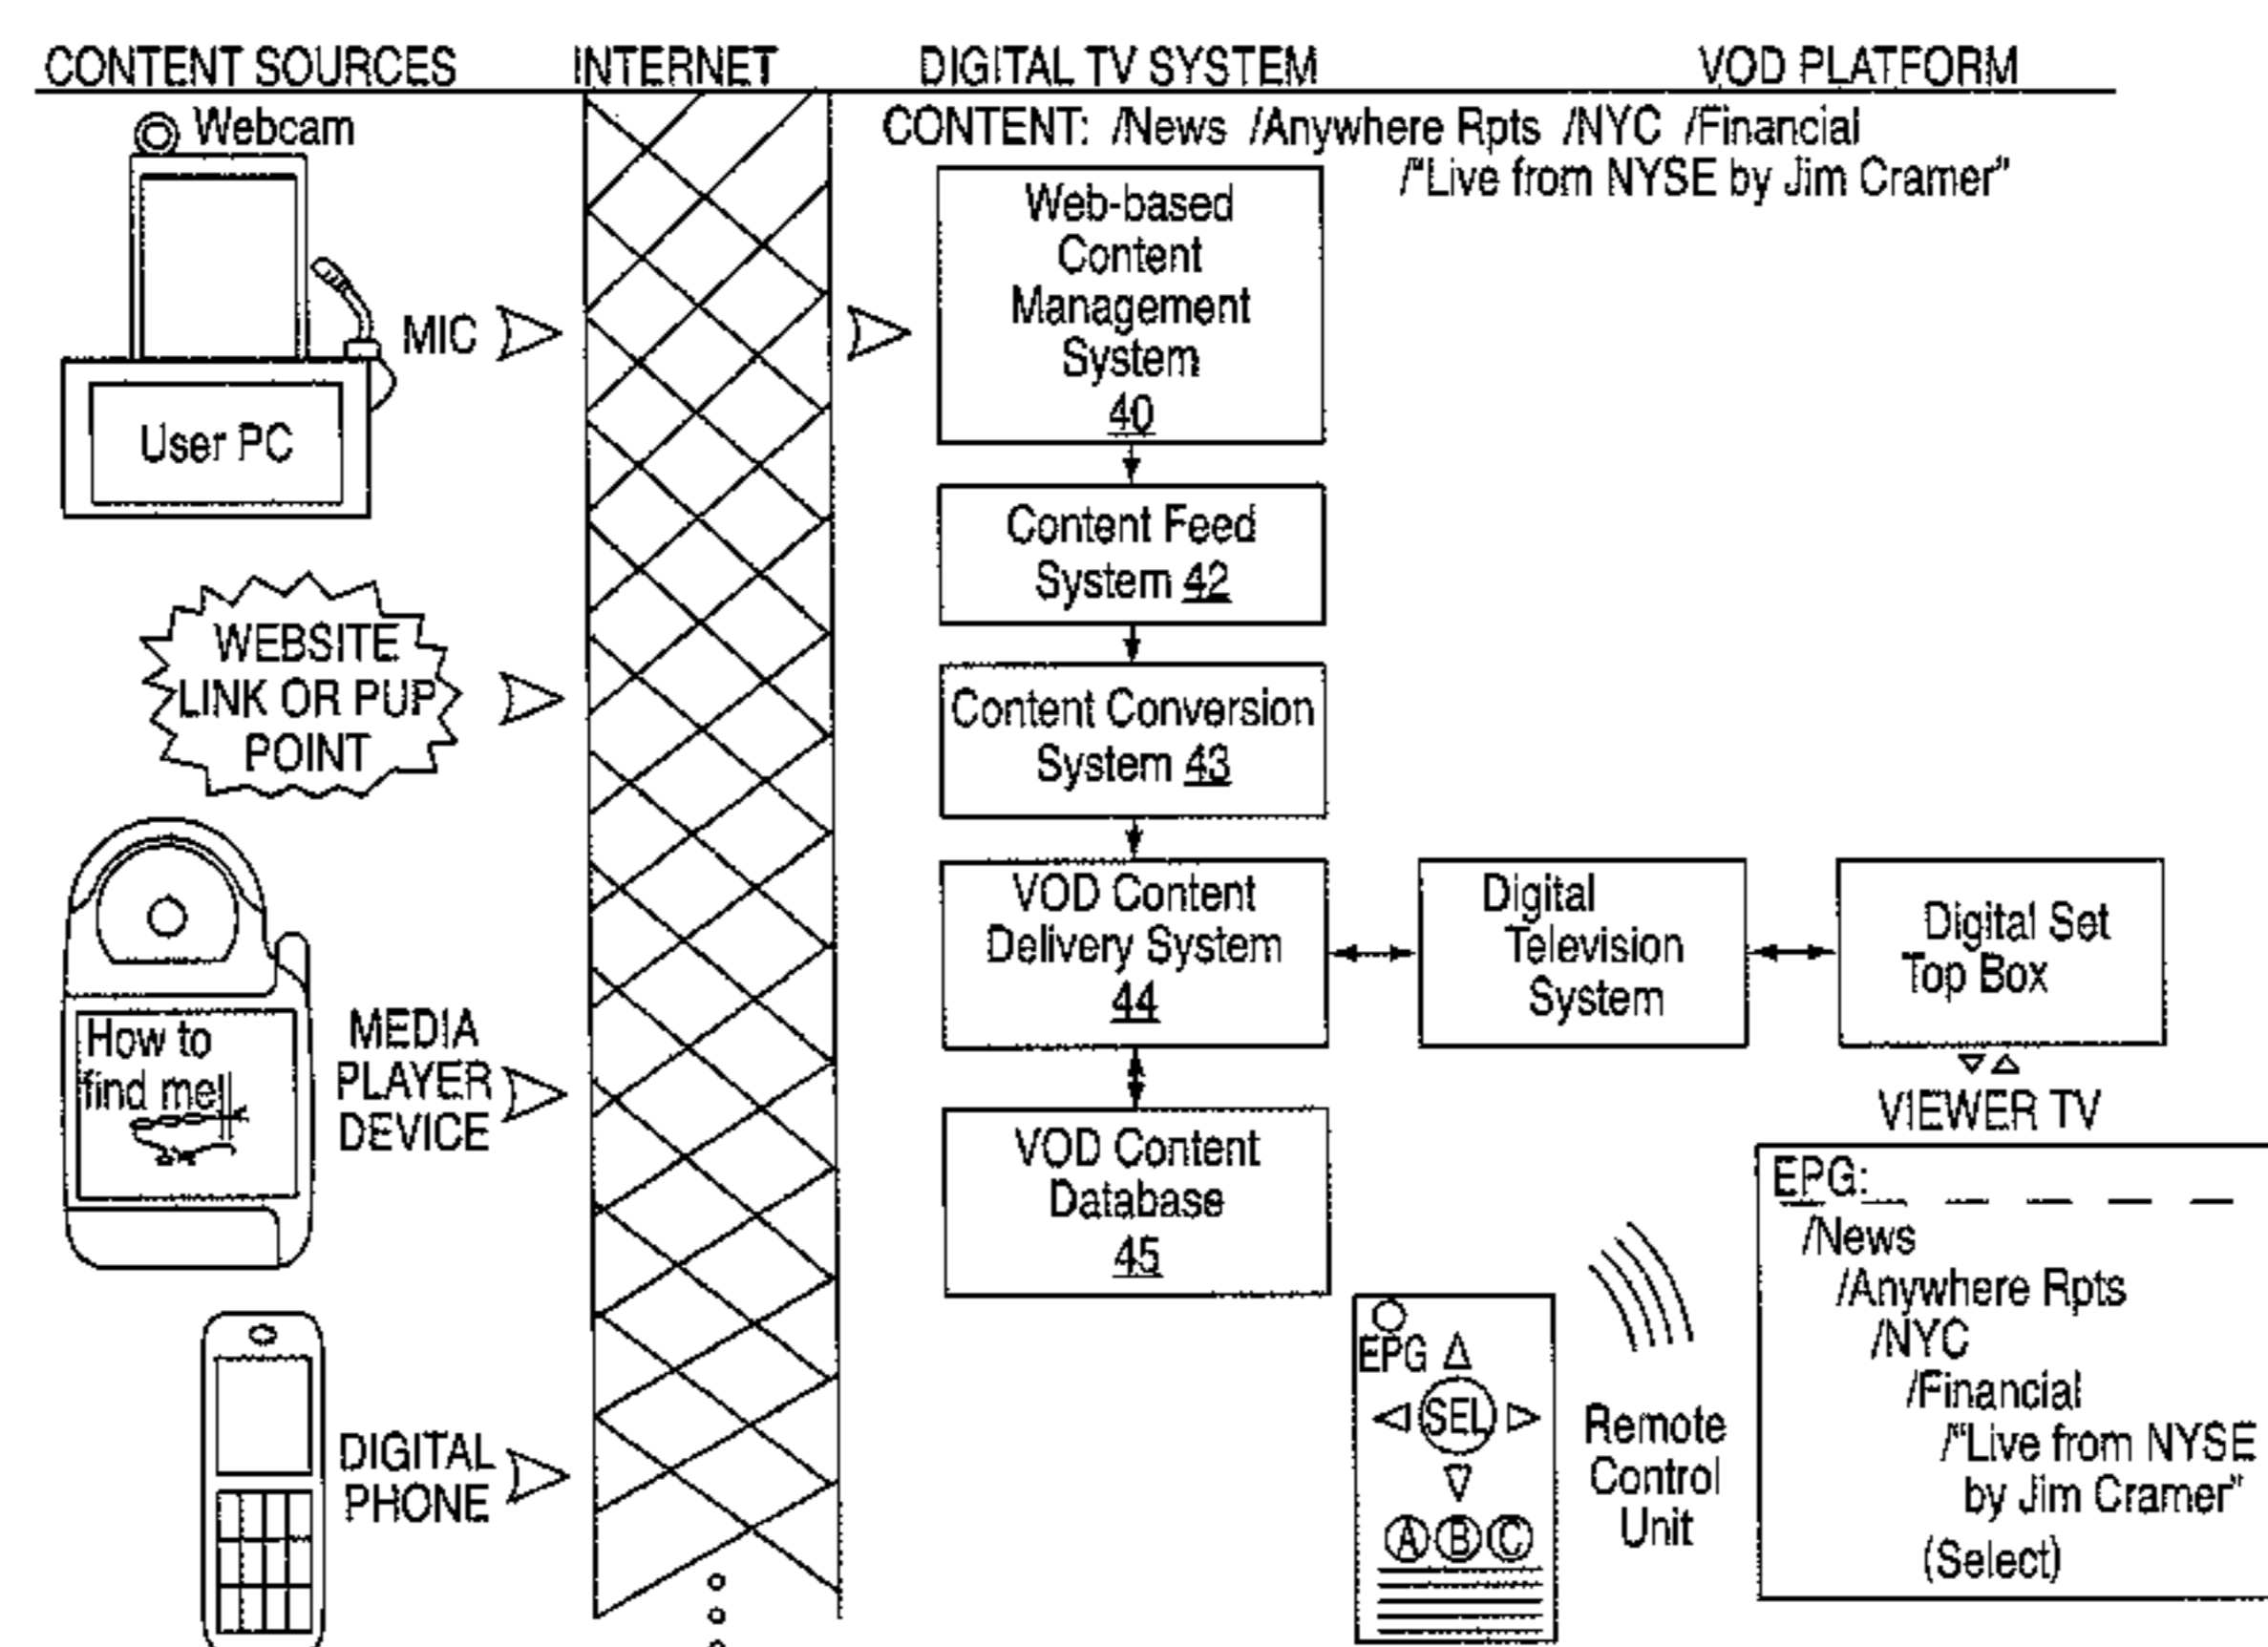 CONTENT SOURCES
INTERNET
DIGITAL TV SYSTEM
VOD PLATFORM
Webcam
CONTENT: /News /Anywhere Rpts /NYC /Financial
/"Live from NYSE by Jim Cramer"
MIC
User PC
Web-based
Content
Management
System
40
Content Feed
System 42
WEBSITE
LINK OR PUP
POINT
Content Conversion
System 43
VOD Content
Delivery System
44
Digital
Television
System
Digital Set
Top Box
How to
find me!
MEDIA
PLAYER
DEVICE
VIEWER TV
VOD Content
Database
45
EPG:
/News
/Anywhere Rpts
/NYC
/Financial
/"Live from NYSE
by Jim Cramer"
(Select)
EPG
SEL
A B C
Remote
Control
Unit
DIGITAL
PHONE